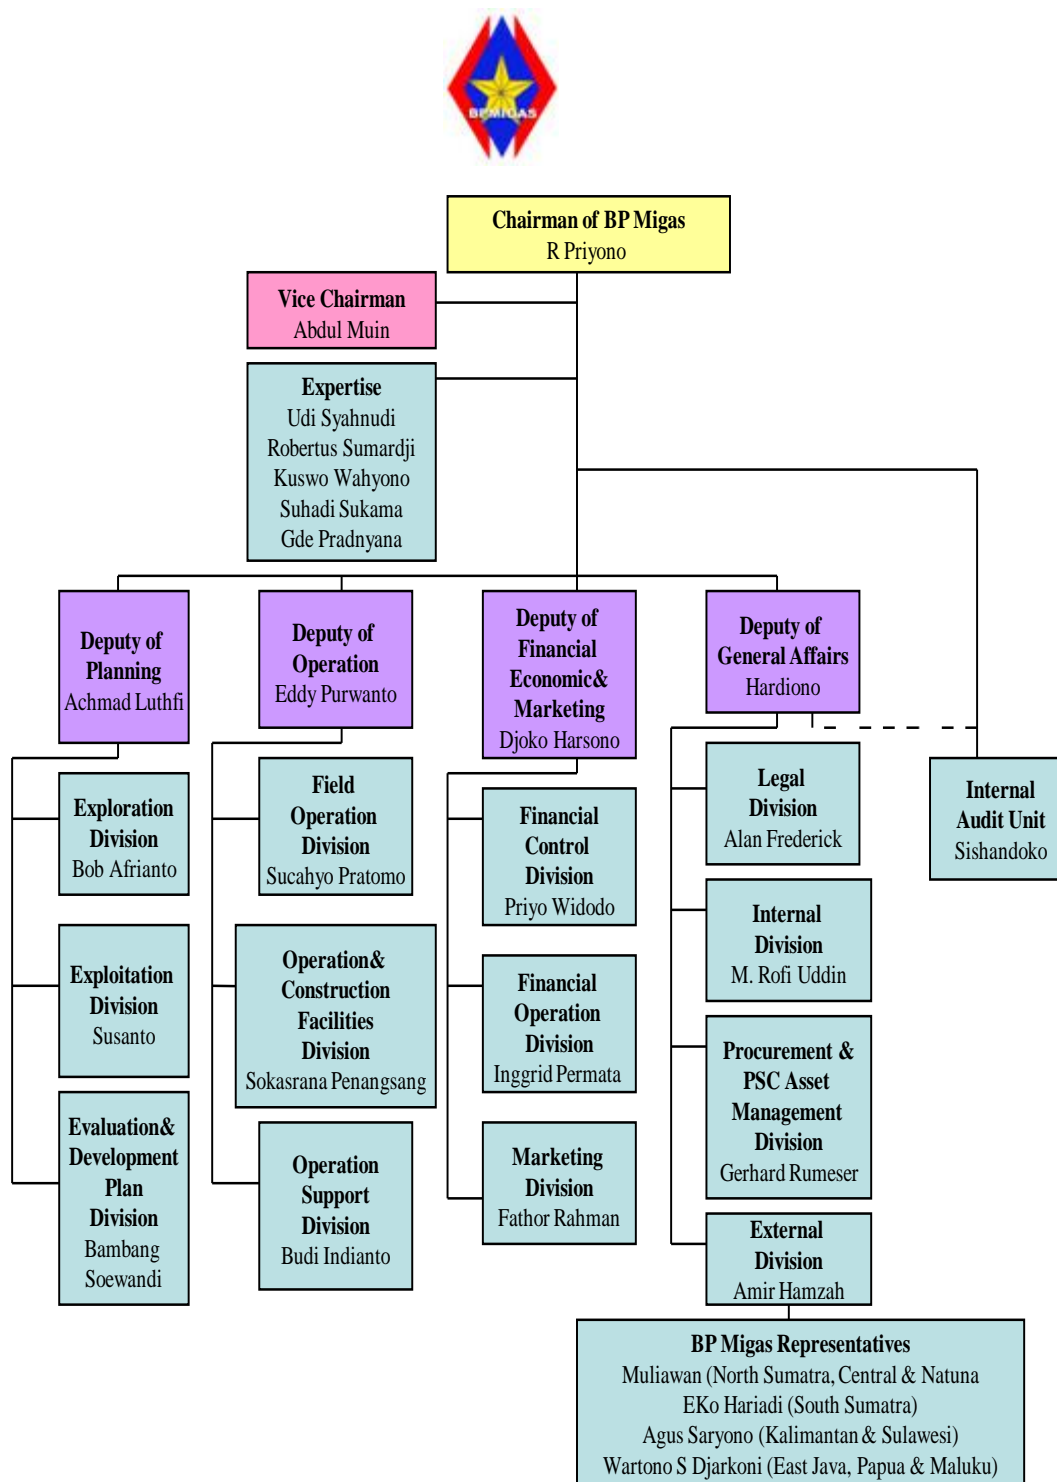 BPMIGAS
Chairman of BP Migas
R Priyono
Vice Chairman
Abdul Muin
Expertise
Udi Syahnudi
Robertus Sumardji
Kuswo Wahyono
Suhadi Sukama
Gde Pradnyana
Deputy of
Planning
Achmad Luthfi
Deputy of
Operation
Eddy Purwanto
Deputy of
Financial
Economic&
Marketing
Djoko Harsono
Deputy of
General Affairs
Hardiono
Exploration
Division
Bob Afrianto
Exploitation
Division
Susanto
Evaluation&
Development
Plan
Division
Bambang
Soewandi
Field
Operation
Division
Sucahyo Pratomo
Operation&
Construction
Facilities
Division
Sokasrana Penangsang
Operation
Support
Division
Budi Indianto
Financial
Control
Division
Priyo Widodo
Financial
Operation
Division
Inggrid Permata
Marketing
Division
Fathor Rahman
Legal
Division
Alan Frederick
Internal
Division
M. Rofi Uddin
Procurement &
PSC Asset
Management
Division
Gerhard Rumeser
External
Division
Amir Hamzah
Internal
Audit Unit
Sishandoko
BP Migas Representatives
Muliawan (North Sumatra, Central & Natuna
EKo Hariadi (South Sumatra)
Agus Saryono (Kalimantan & Sulawesi)
Wartono S Djarkoni (East Java, Papua & Maluku)